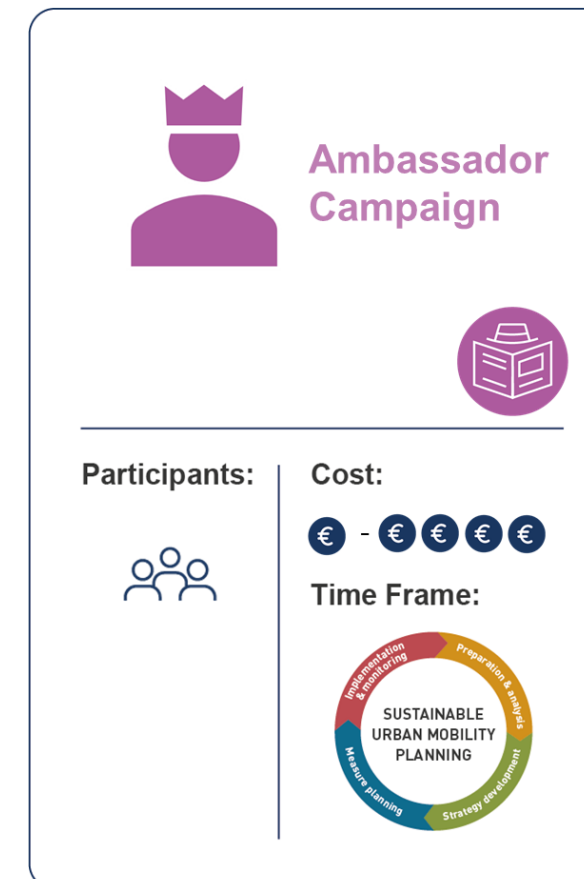 Ambassador
Campaign
Participants:
Cost:
€ - € € € €
Time Frame:
Implementation
& monitoring
Preparation & analysis
SUSTAINABLE
URBAN MOBILITY
PLANNING
Measure planning
Strategy development